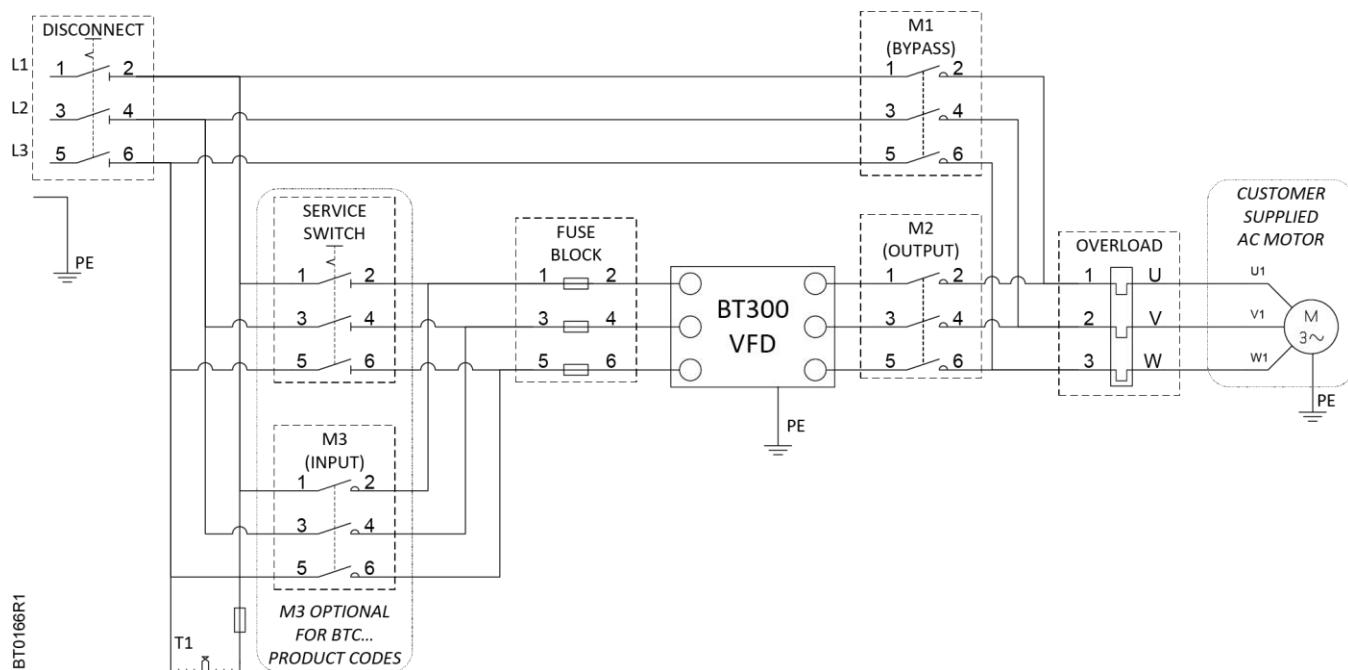 DISCONNECT
L1 1 2
L2 3 4
L3 5 6
PE
M1
(BYPASS)
1 2
3 4
5 6
SERVICE
SWITCH
1 2
3 4
5 6
FUSE
BLOCK
1 2
3 4
5 6
BT300
VFD
PE
M2
(OUTPUT)
1 2
3 4
5 6
OVERLOAD
1 U
2 V
3 W
CUSTOMER
SUPPLIED
AC MOTOR
U1
V1
W1
M
3~
PE
M3
(INPUT)
1 2
3 4
5 6
M3 OPTIONAL
FOR BTC...
PRODUCT CODES
T1
BT0166R1